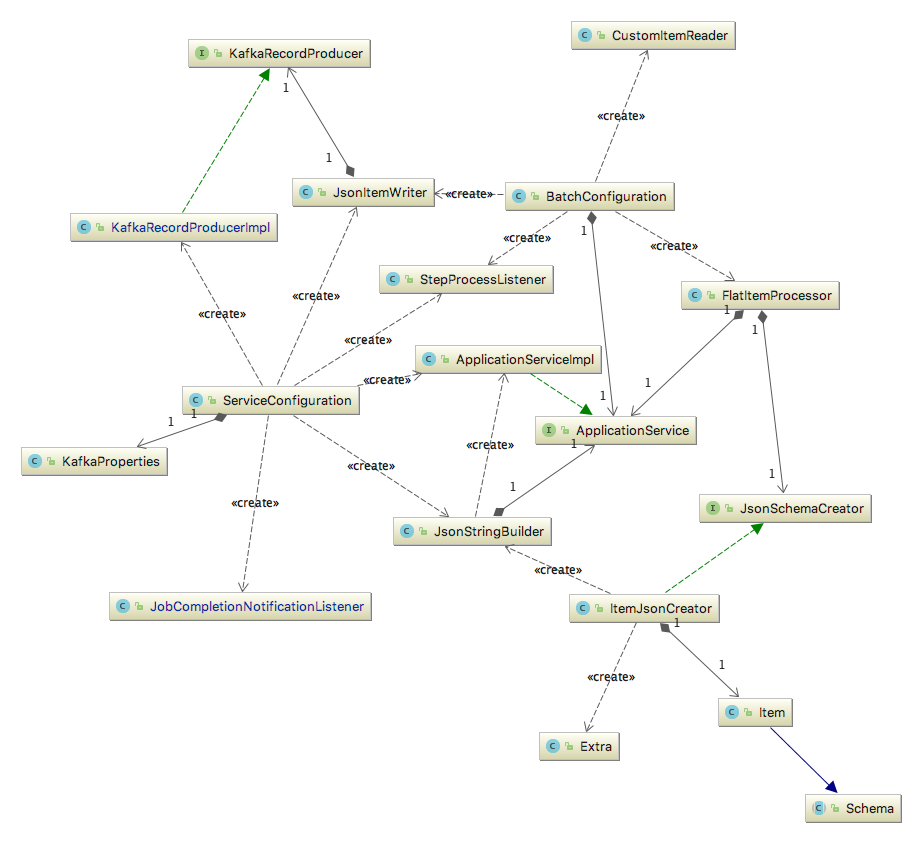 C CustomItemReader
I KafkaRecordProducer
1
«create»
1
C JsonItemWriter
«create»
C BatchConfiguration
C KafkaRecordProducerImpl
1
«create»
«create»
C StepProcessListener
C FlatItemProcessor
«create»
1
«create»
1
«create»
C ApplicationServiceImpl
«create»
1
1
C ServiceConfiguration
1
1
I ApplicationService
1
«create»
C KafkaProperties
«create»
1
1
«create»
I JsonSchemaCreator
C JsonStringBuilder
«create»
C JobCompletionNotificationListener
C ItemJsonCreator
1
1
«create»
C Item
C Extra
C Schema